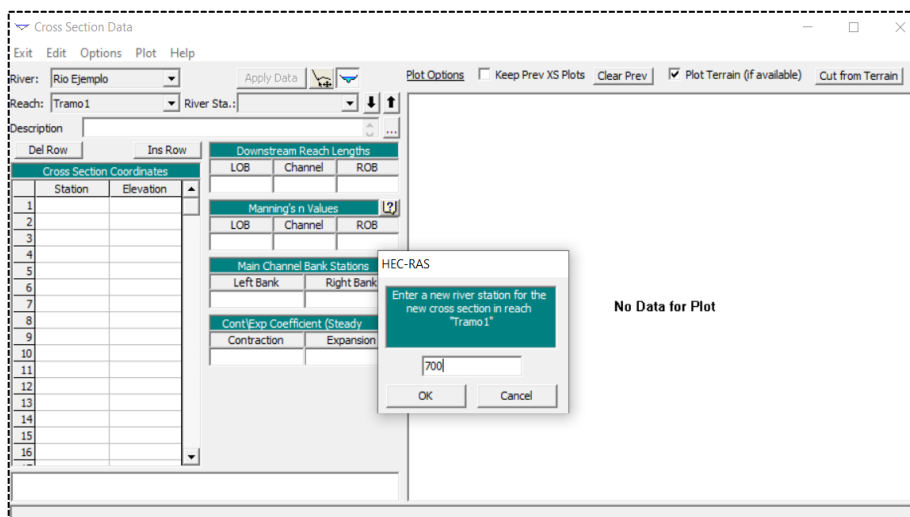 Cross Section Data
Exit Edit Options Plot Help
River: Rio Ejemplo Apply Data Plot Options Keep Prev XS Plots Clear Prev Plot Terrain (if available) Cut from Terrain
Reach: Tramo1 River Sta.:
Description ...
Del Row Ins Row Downstream Reach Lengths
Cross Section Coordinates LOB Channel ROB
Station Elevation
1 Manning's n Values
2 LOB Channel ROB
3
4
5 Main Channel Bank Stations
6 Left Bank Right Bank
7
8 Cont\Exp Coefficient (Steady
9 Contraction Expansion
10
11
12
13
14
15
16
HEC-RAS
Enter a new river station for the
new cross section in reach
"Tramo1"
700
OK Cancel
No Data for Plot